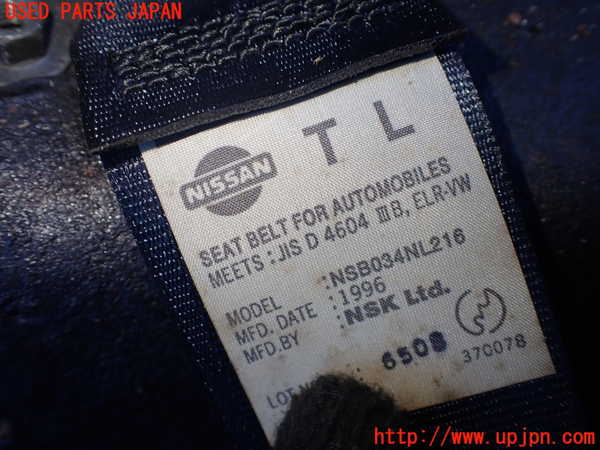 USED PARTS JAPAN
T L
NISSAN
SEAT BELT FOR AUTOMOBILES
MEETS : JIS D 4604 ⅢB, ELR-VW
MODEL :NSB034NL216
MFD. DATE :1996
MFD.BY :NSK Ltd.
LOT 6508
370078
http://www.upjpn.com/